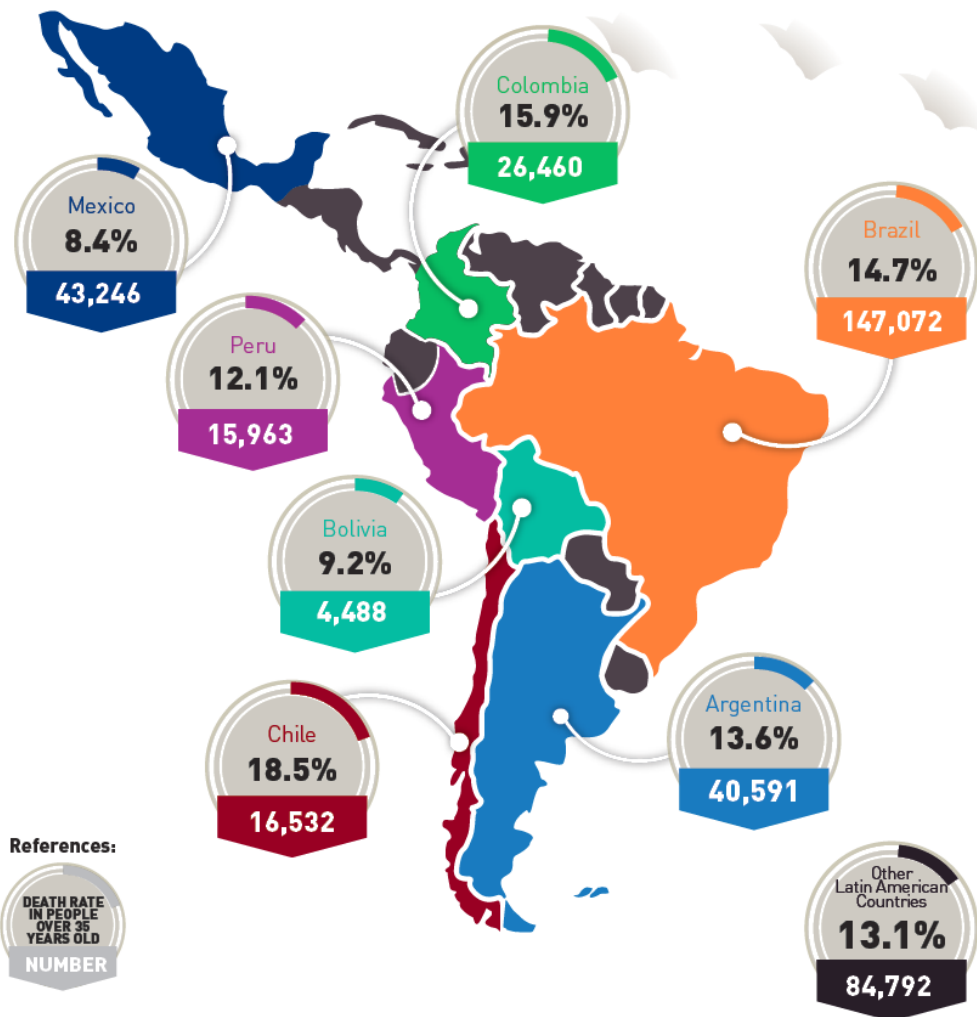 Colombia
15.9%
26,460
Mexico
8.4%
43,246
Brazil
14.7%
147,072
Peru
12.1%
15,963
Bolivia
9.2%
4,488
Chile
18.5%
16,532
Argentina
13.6%
40,591
References:
DEATH RATE
IN PEOPLE
OVER 35
YEARS OLD
NUMBER
Other
Latin American
Countries
13.1%
84,792